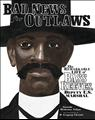 BAD NEWS FOR
OUTLAWS
THE REMARKABLE
LIFE OF
BASS
REEVES,
DEPUTY U.S.
MARSHAL